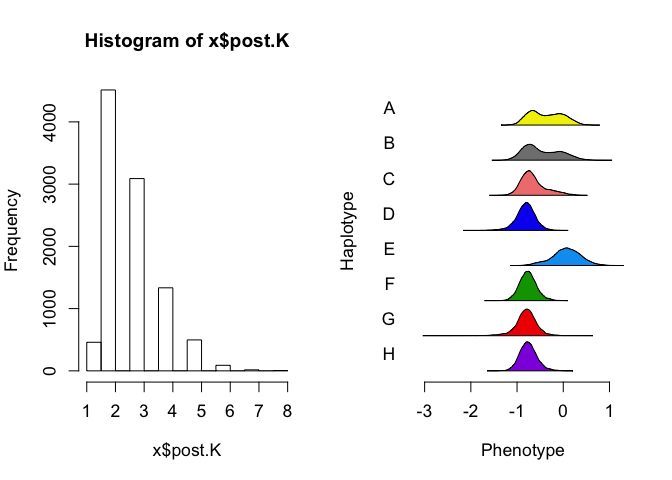 Histogram of x$post.K
Frequency
0
1000
2000
3000
4000
1 2 3 4 5 6 7 8
x$post.K
Haplotype
A
B
C
D
E
F
G
H
-3 -2 -1 0 1
Phenotype